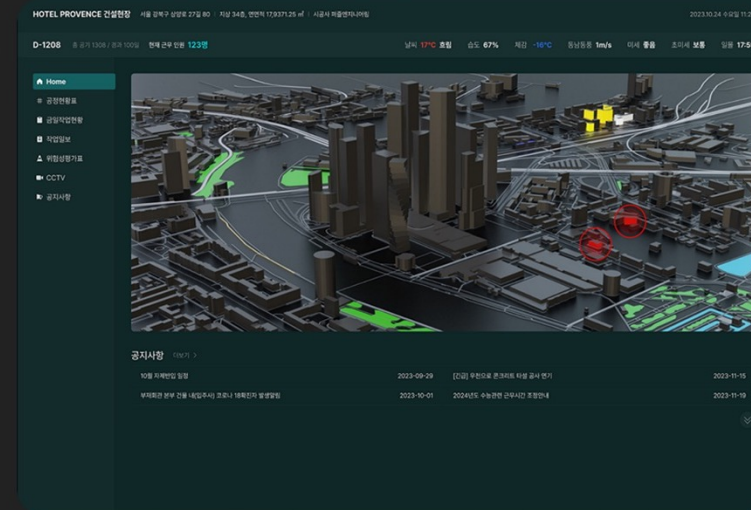 HOTEL PROVENCE 건설현장 서울 강북구 삼양로 27길 80 지상 34층, 연면적 17,9371.25 ㎡ 시공사 퍼즐엔지니어링 2023.10.24 수요일 11:2
D-1208 총 공기 1308 / 경과 100일 현재 근무 인원 123명 날씨 17°C 흐림 습도 67% 체감 -16°C 동남동풍 1m/s 미세 좋음 초미세 보통 일몰 17:5
Home
공정현황표
금일작업현황
작업일보
위험성평가표
CCTV
공지사항
공지사항 더보기 >
10월 자재반입 일정 2023-09-29 [긴급] 우천으로 콘크리트 타설 공사 연기 2023-11-15
부재회관 본부 건물 내(입주사) 코로나 18확진자 발생알림 2023-10-01 2024년도 수능관련 근무시간 조정안내 2023-11-19